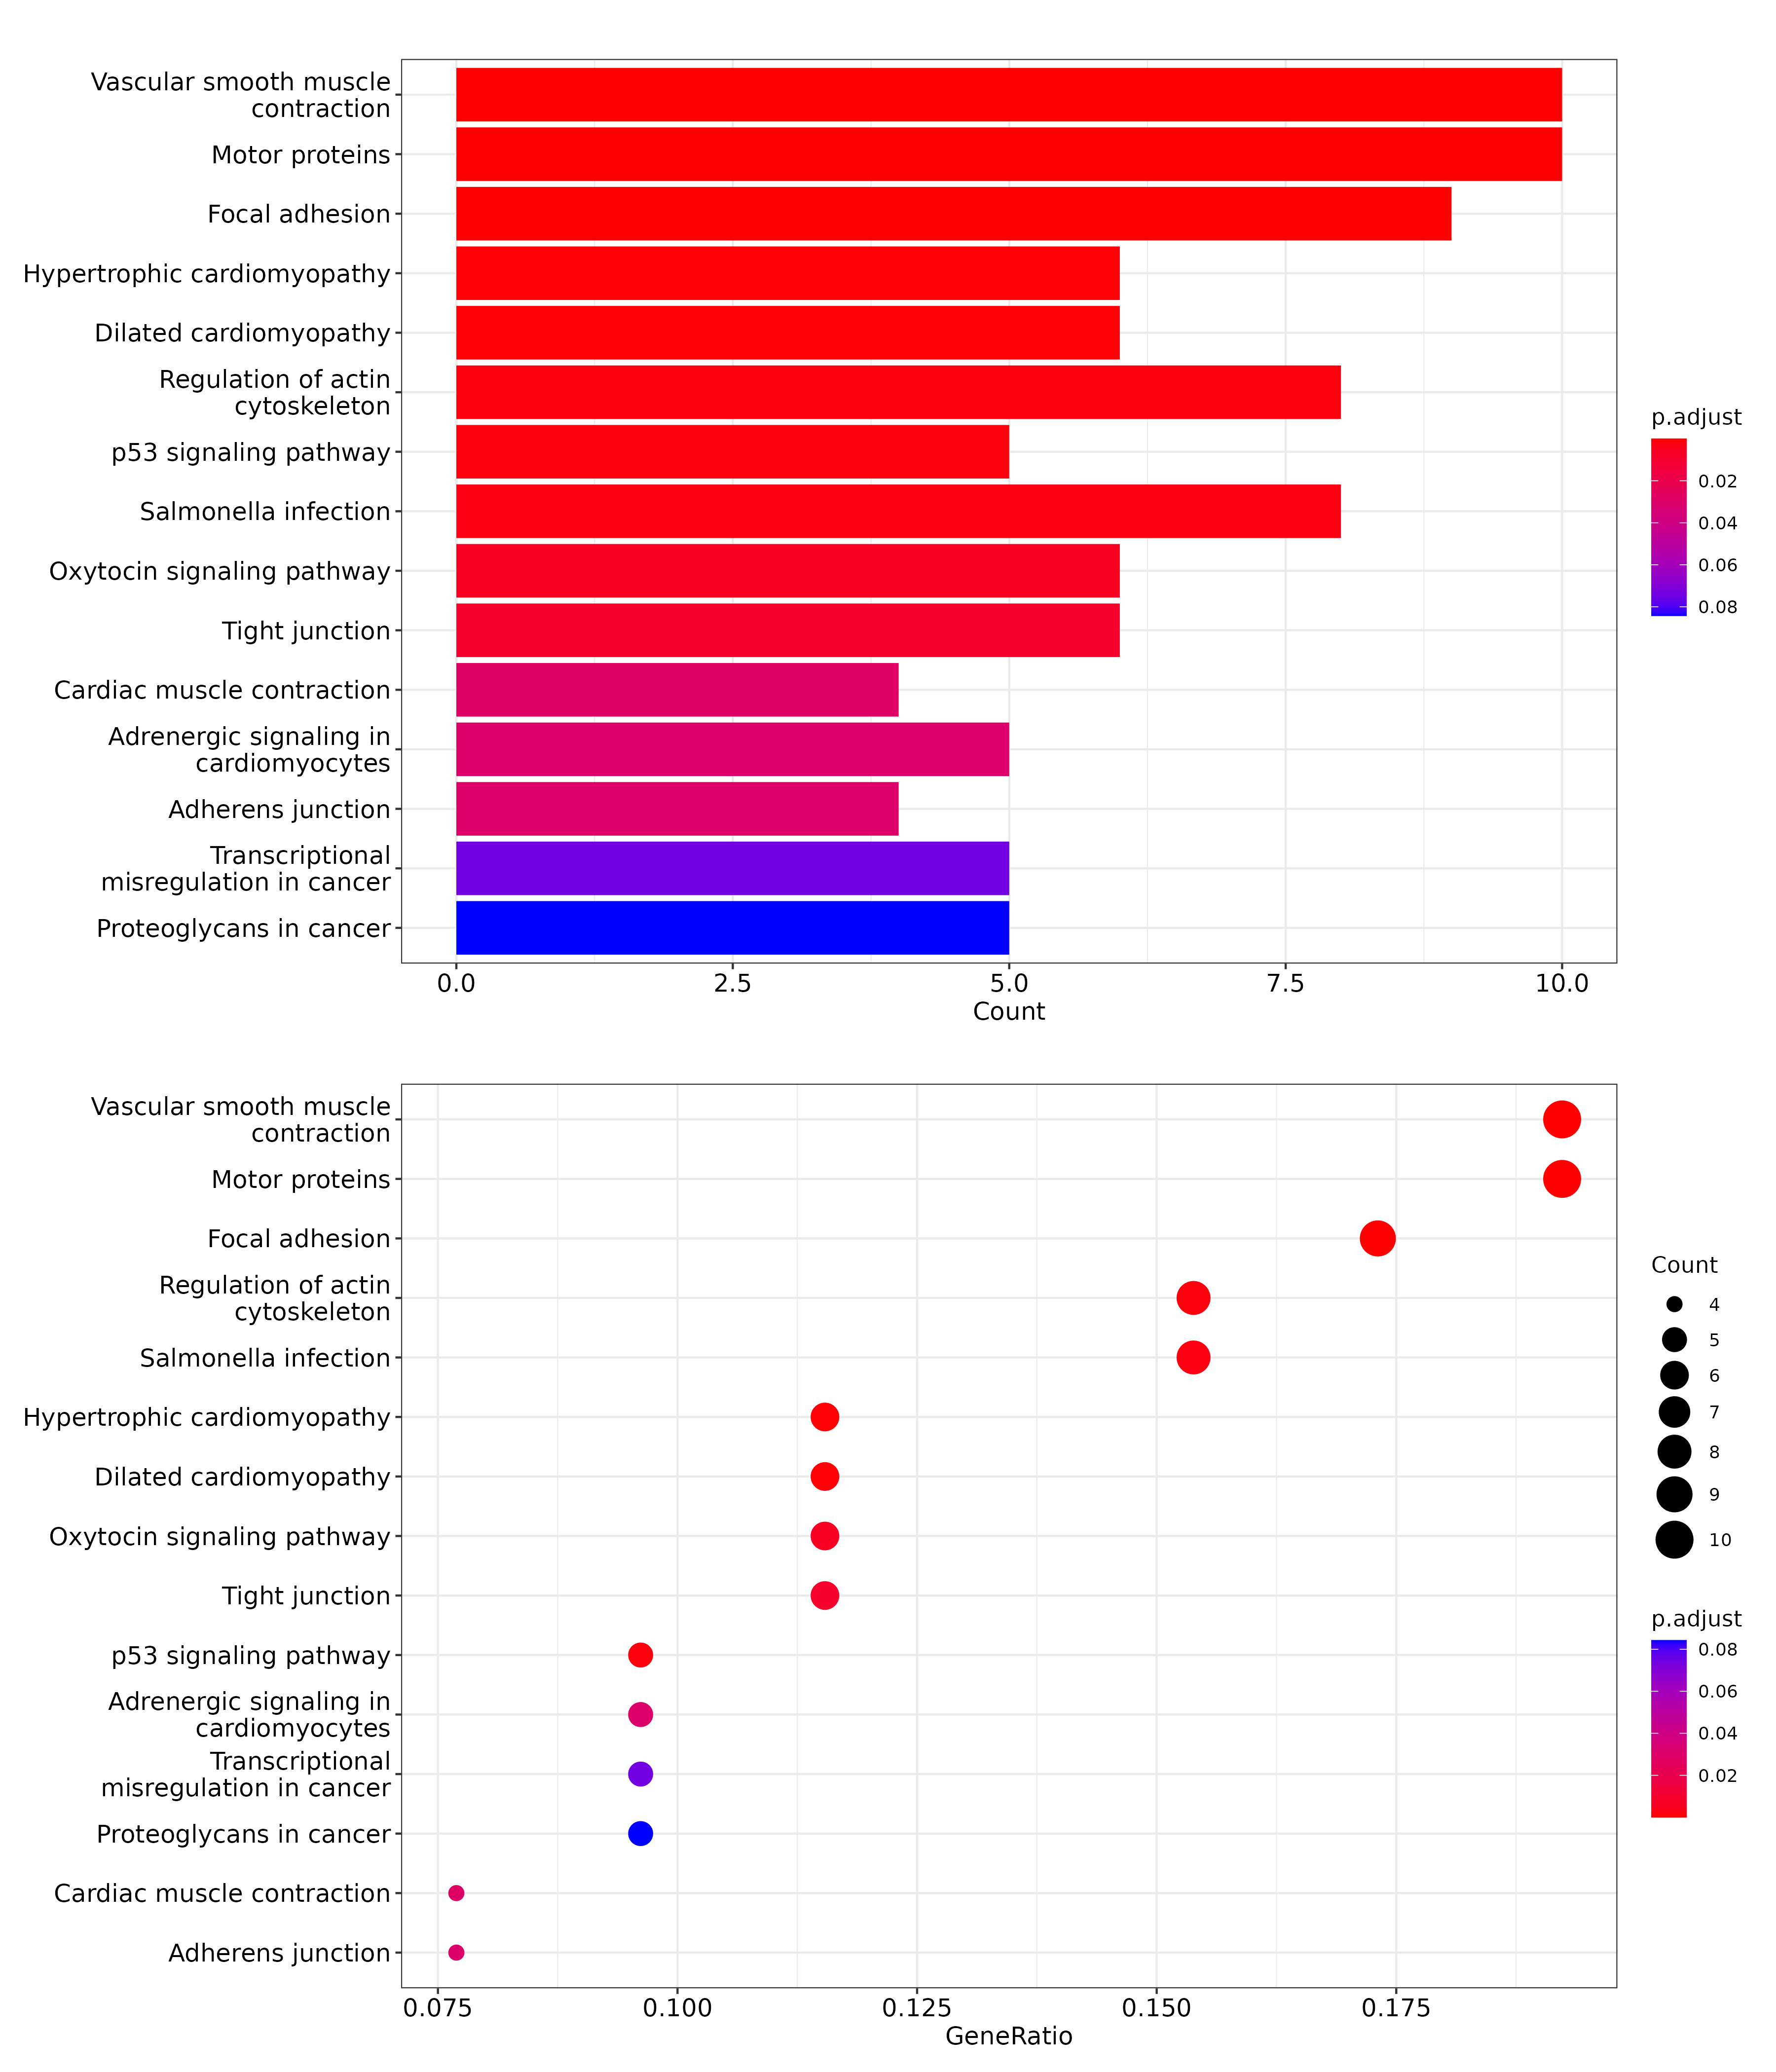 Vascular smooth muscle
contraction
Motor proteins
Focal adhesion
Hypertrophic cardiomyopathy
Dilated cardiomyopathy
Regulation of actin
cytoskeleton
p53 signaling pathway
Salmonella infection
Oxytocin signaling pathway
Tight junction
Cardiac muscle contraction
Adrenergic signaling in
cardiomyocytes
Adherens junction
Transcriptional
misregulation in cancer
Proteoglycans in cancer
0.0 2.5 5.0 7.5 10.0
Count
p.adjust
0.02
0.04
0.06
0.08
Vascular smooth muscle
contraction
Motor proteins
Focal adhesion
Regulation of actin
cytoskeleton
Salmonella infection
Hypertrophic cardiomyopathy
Dilated cardiomyopathy
Oxytocin signaling pathway
Tight junction
p53 signaling pathway
Adrenergic signaling in
cardiomyocytes
Transcriptional
misregulation in cancer
Proteoglycans in cancer
Cardiac muscle contraction
Adherens junction
0.075 0.100 0.125 0.150 0.175
GeneRatio
Count
4
5
6
7
8
9
10
p.adjust
0.08
0.06
0.04
0.02